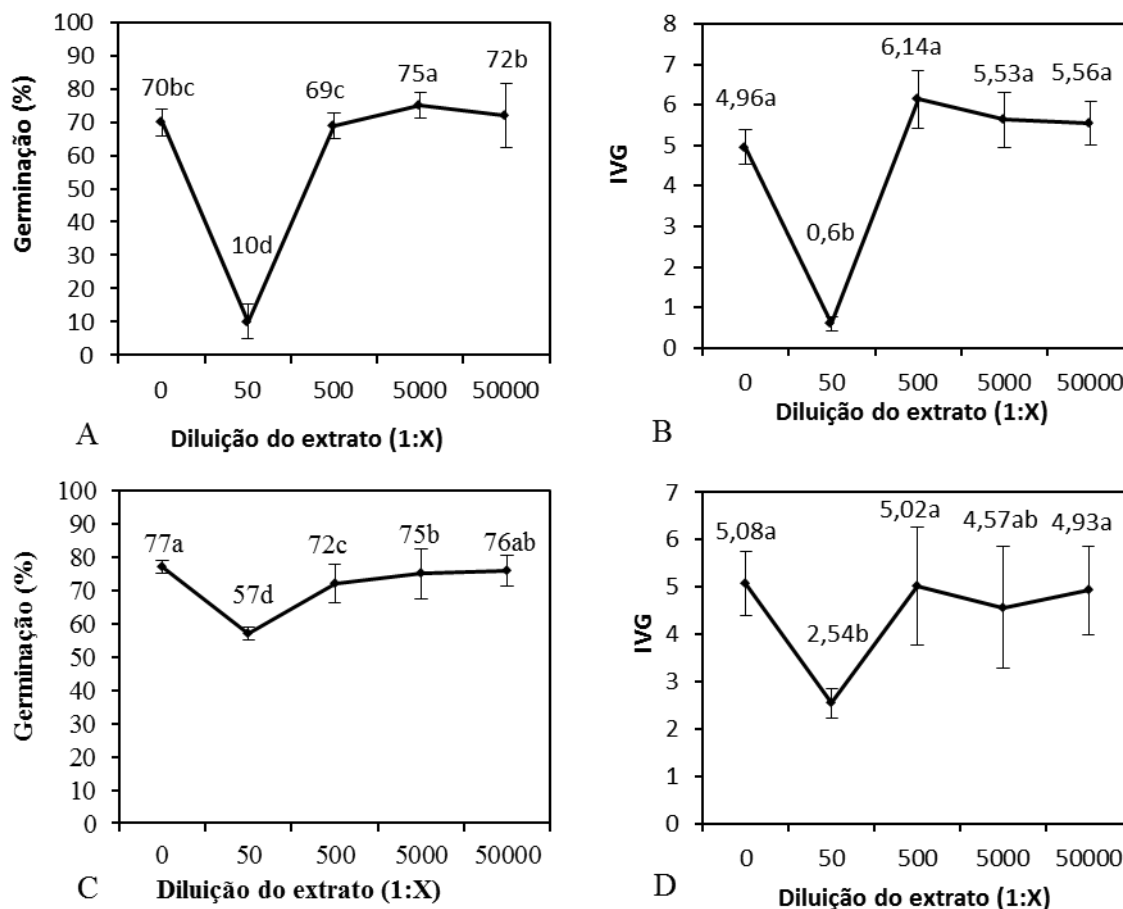 Germinação (%)
100
90
80
70
60
50
40
30
20
10
0
70bc
10d
69c
75a
72b
0 50 500 5000 50000
A
Diluição do extrato (1:X)
IVG
8
7
6
5
4
3
2
1
0
4,96a
0,6b
6,14a
5,53a
5,56a
0 50 500 5000 50000
Diluição do extrato (1:X)
B
Germinação (%)
100
90
80
70
60
50
40
30
20
10
0
77a
57d
72c
75b
76ab
0 50 500 5000 50000
C
Diluição do extrato (1:X)
IVG
7
6
5
4
3
2
1
0
5,08a
2,54b
5,02a
4,57ab
4,93a
0 50 500 5000 50000
D
Diluição do extrato (1:X)